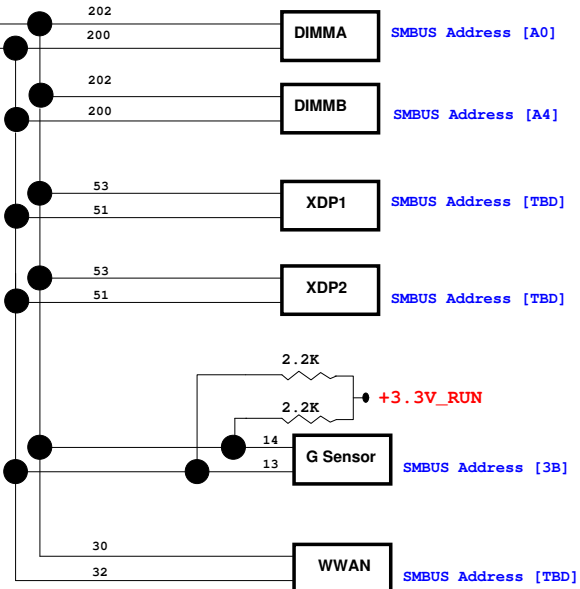 202
200
DIMMA
SMBUS Address [A0]
202
200
DIMMB
SMBUS Address [A4]
53
51
XDP1
SMBUS Address [TBD]
53
51
XDP2
SMBUS Address [TBD]
2.2K
+3.3V_RUN
2.2K
14
13
G Sensor
SMBUS Address [3B]
30
32
WWAN
SMBUS Address [TBD]